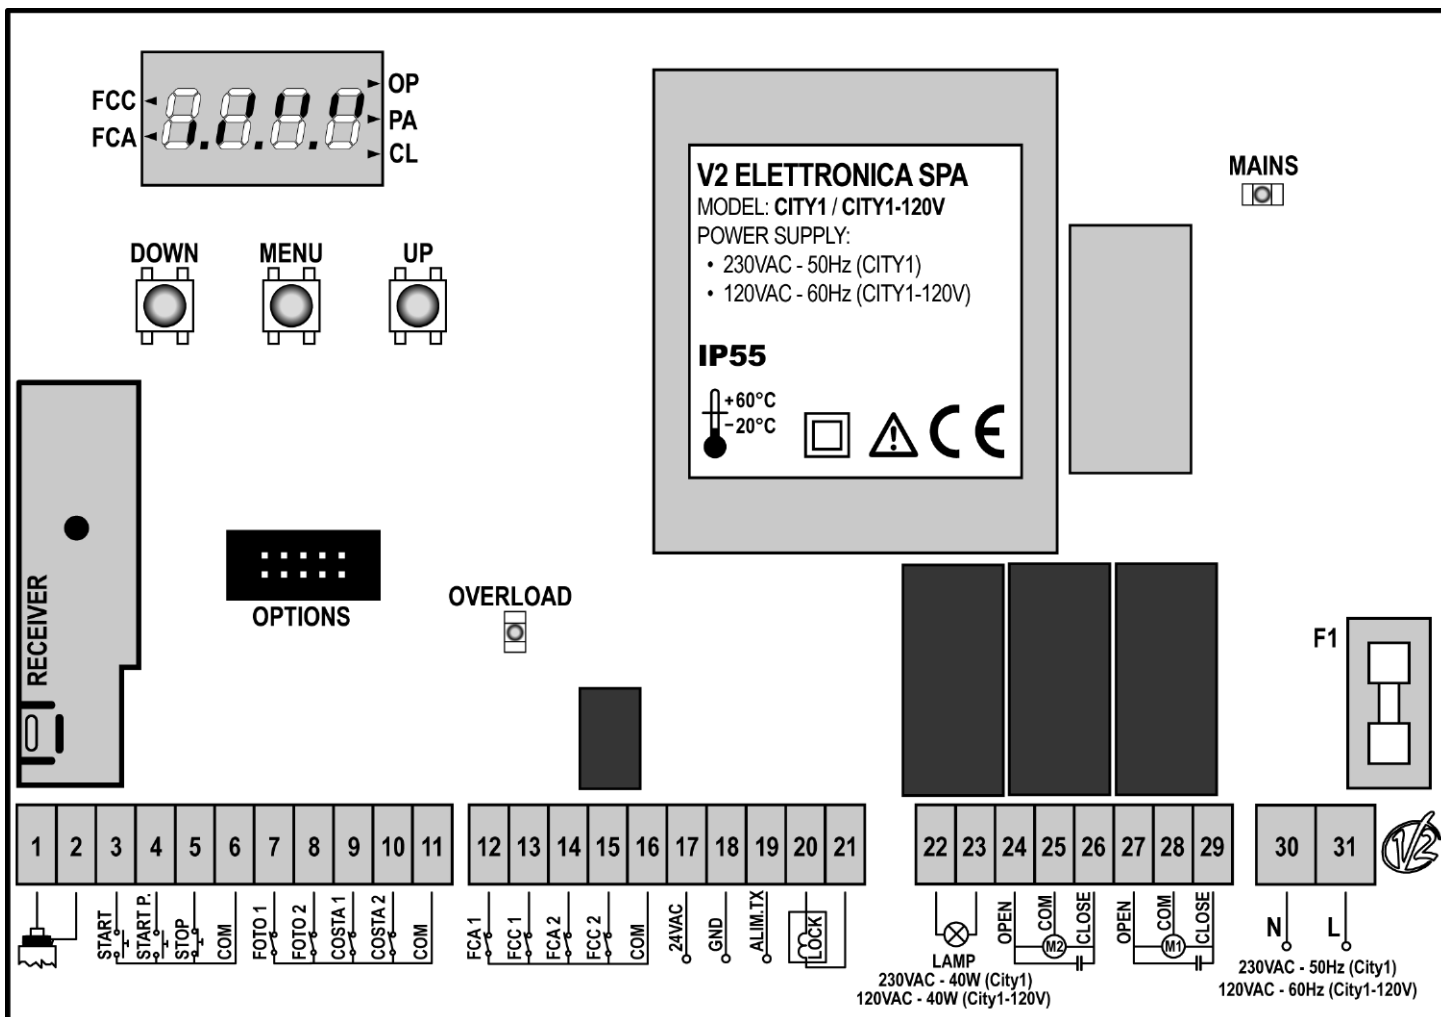 OP
FCC
PA
FCA
CL
DOWN
MENU
UP
V2 ELETTRONICA SPA
MODEL: CITY1 / CITY1-120V
POWER SUPPLY:
• 230VAC - 50Hz (CITY1)
• 120VAC - 60Hz (CITY1-120V)
IP55
+60°C
-20°C
CE
MAINS
RECEIVER
OPTIONS
OVERLOAD
F1
1 2 3 4 5 6 7 8 9 10 11
12 13 14 15 16 17 18 19 20 21
22 23 24 25 26 27 28 29
30 31
V2
START
START P.
STOP
COM
FOTO 1
FOTO 2
COSTA 1
COSTA 2
COM
FCA 1
FCC 1
FCA 2
FCC 2
COM
24VAC
GND
ALIM.TX
LOCK
LAMP
230VAC - 40W (City1)
120VAC - 40W (City1-120V)
OPEN
COM
CLOSE
M2
OPEN
COM
CLOSE
M1
N
L
230VAC - 50Hz (City1)
120VAC - 60Hz (City1-120V)